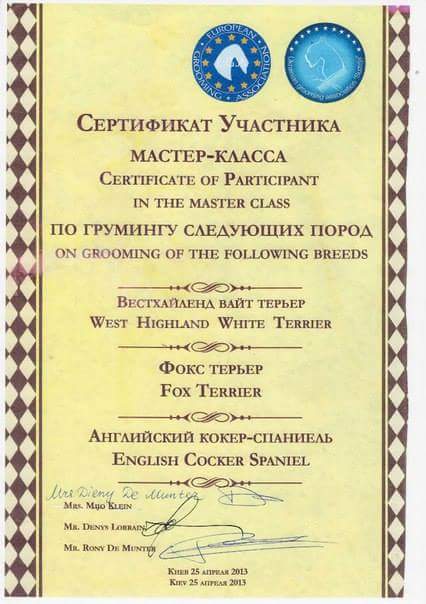 EUROPEAN
GROOMING
ASSOCIATION
Сертификат Участника
мастер-класса
Certificate of Participant
in the master class
по грумингу следующих пород
on grooming of the following breeds
Вестхайленд вайт терьер
West Highland White Terrier
Фокс терьер
Fox Terrier
Английский кокер-спаниель
English Cocker Spaniel
Mrs Dieny De Munter
Mrs. Mijo Klein
Mr. Denys Lorrain
Mr. Rony De Munter
Киев 25 апреля 2013
Kiev 25 апреля 2013